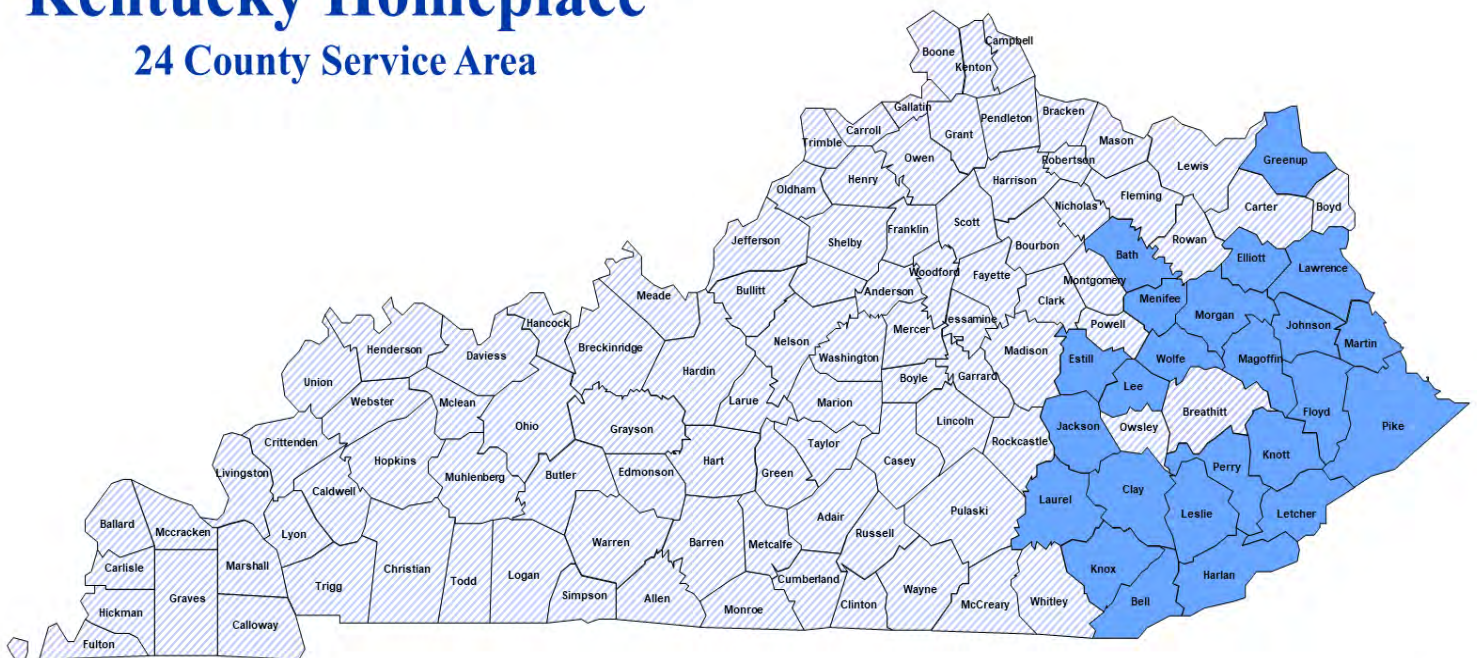 Kentucky Homeplace
24 County Service Area
Boone
Campbell
Kenton
Gallatin
Pendleton
Bracken
Carroll
Grant
Mason
Trimble
Owen
Robertson
Lewis
Greenup
Henry
Harrison
Oldham
Fleming
Nicholas
Carter
Boyd
Scott
Franklin
Jefferson
Shelby
Bourbon
Rowan
Bath
Elliott
Lawrence
Woodford
Fayette
Montgomery
Bullitt
Anderson
Clark
Menifee
Meade
Morgan
Jessamine
Powell
Johnson
Hancock
Mercer
Nelson
Martin
Henderson
Daviess
Breckinridge
Washington
Madison
Estill
Wolfe
Magoffin
Hardin
Union
Boyle
Garrard
Lee
Webster
Mclean
Larue
Marion
Breathitt
Floyd
Lincoln
Ohio
Grayson
Jackson
Owsley
Pike
Crittenden
Taylor
Rockcastle
Hopkins
Hart
Casey
Knott
Livingston
Muhlenberg
Butler
Edmonson
Green
Perry
Caldwell
Clay
Laurel
Pulaski
Leslie
Letcher
Adair
Ballard
Mccracken
Lyon
Russell
Warren
Barren
Metcalfe
Carlisle
Marshall
Christian
Knox
Trigg
Todd
Logan
Harlan
Cumberland
Wayne
Graves
Simpson
Allen
Clinton
McCreary
Whitley
Bell
Hickman
Monroe
Calloway
Fulton